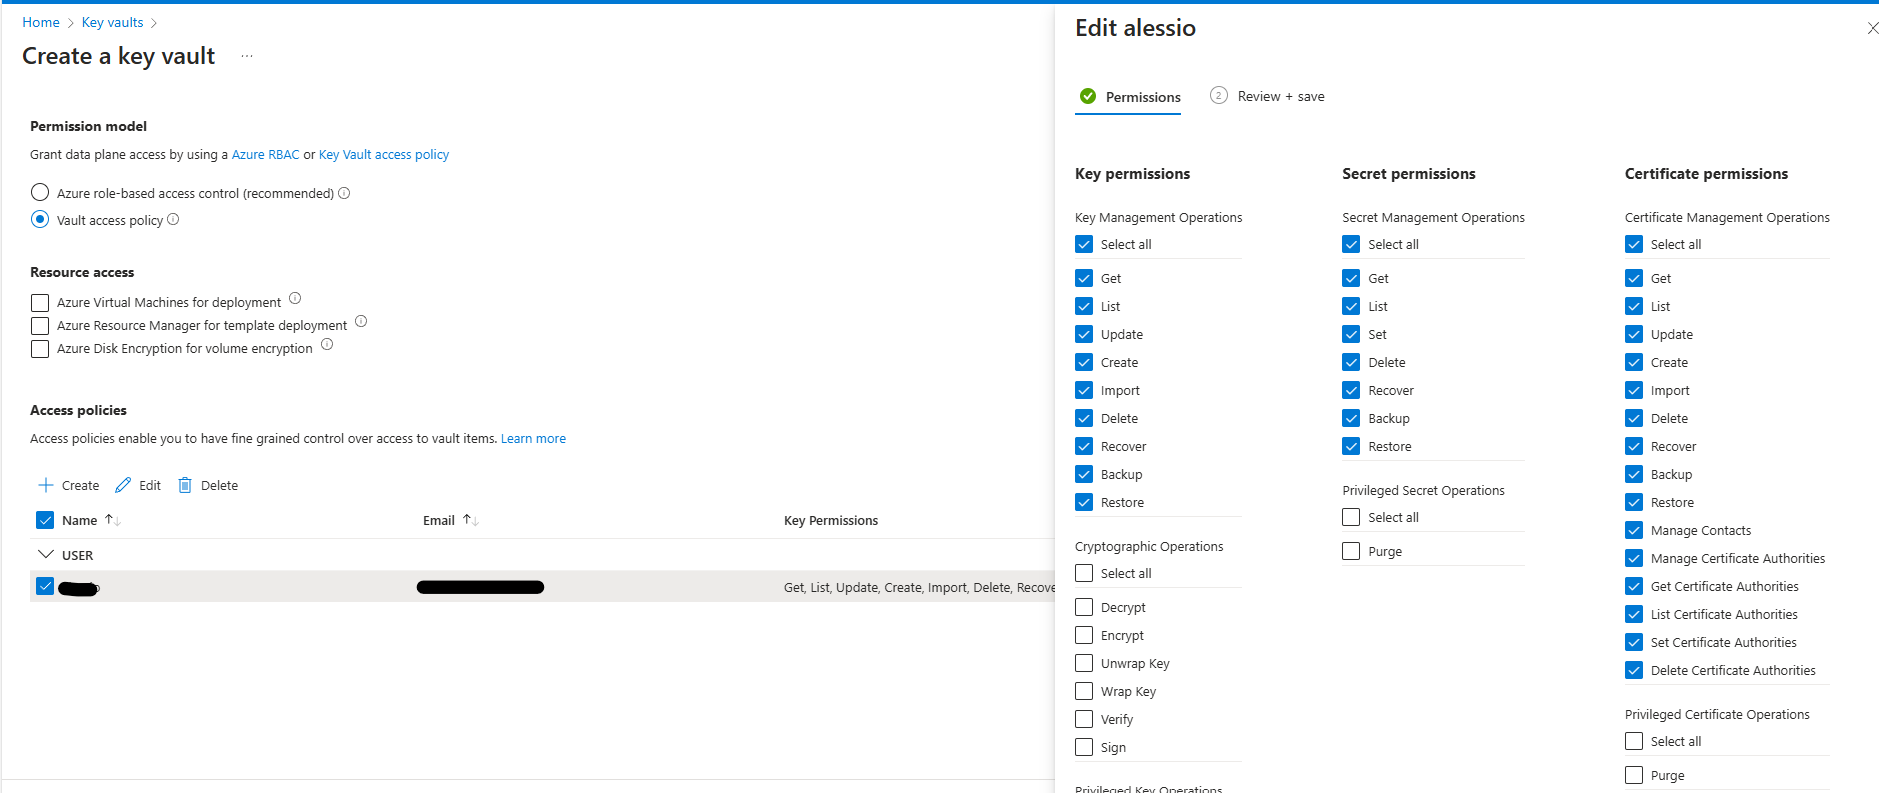 Home > Key vaults >
Create a key vault ...
Permission model
Grant data plane access by using a Azure RBAC or Key Vault access policy
Azure role-based access control (recommended)
Vault access policy
Resource access
Azure Virtual Machines for deployment
Azure Resource Manager for template deployment
Azure Disk Encryption for volume encryption
Access policies
Access policies enable you to have fine grained control over access to vault items. Learn more
Create Edit Delete
Name Email Key Permissions
USER
Get, List, Update, Create, Import, Delete, Recove
Edit alessio
Permissions 2 Review + save
Key permissions
Key Management Operations
Select all
Get
List
Update
Create
Import
Delete
Recover
Backup
Restore
Cryptographic Operations
Select all
Decrypt
Encrypt
Unwrap Key
Wrap Key
Verify
Sign
Privileged Key Operations
Secret permissions
Secret Management Operations
Select all
Get
List
Set
Delete
Recover
Backup
Restore
Privileged Secret Operations
Select all
Purge
Certificate permissions
Certificate Management Operations
Select all
Get
List
Update
Create
Import
Delete
Recover
Backup
Restore
Manage Contacts
Manage Certificate Authorities
Get Certificate Authorities
List Certificate Authorities
Set Certificate Authorities
Delete Certificate Authorities
Privileged Certificate Operations
Select all
Purge